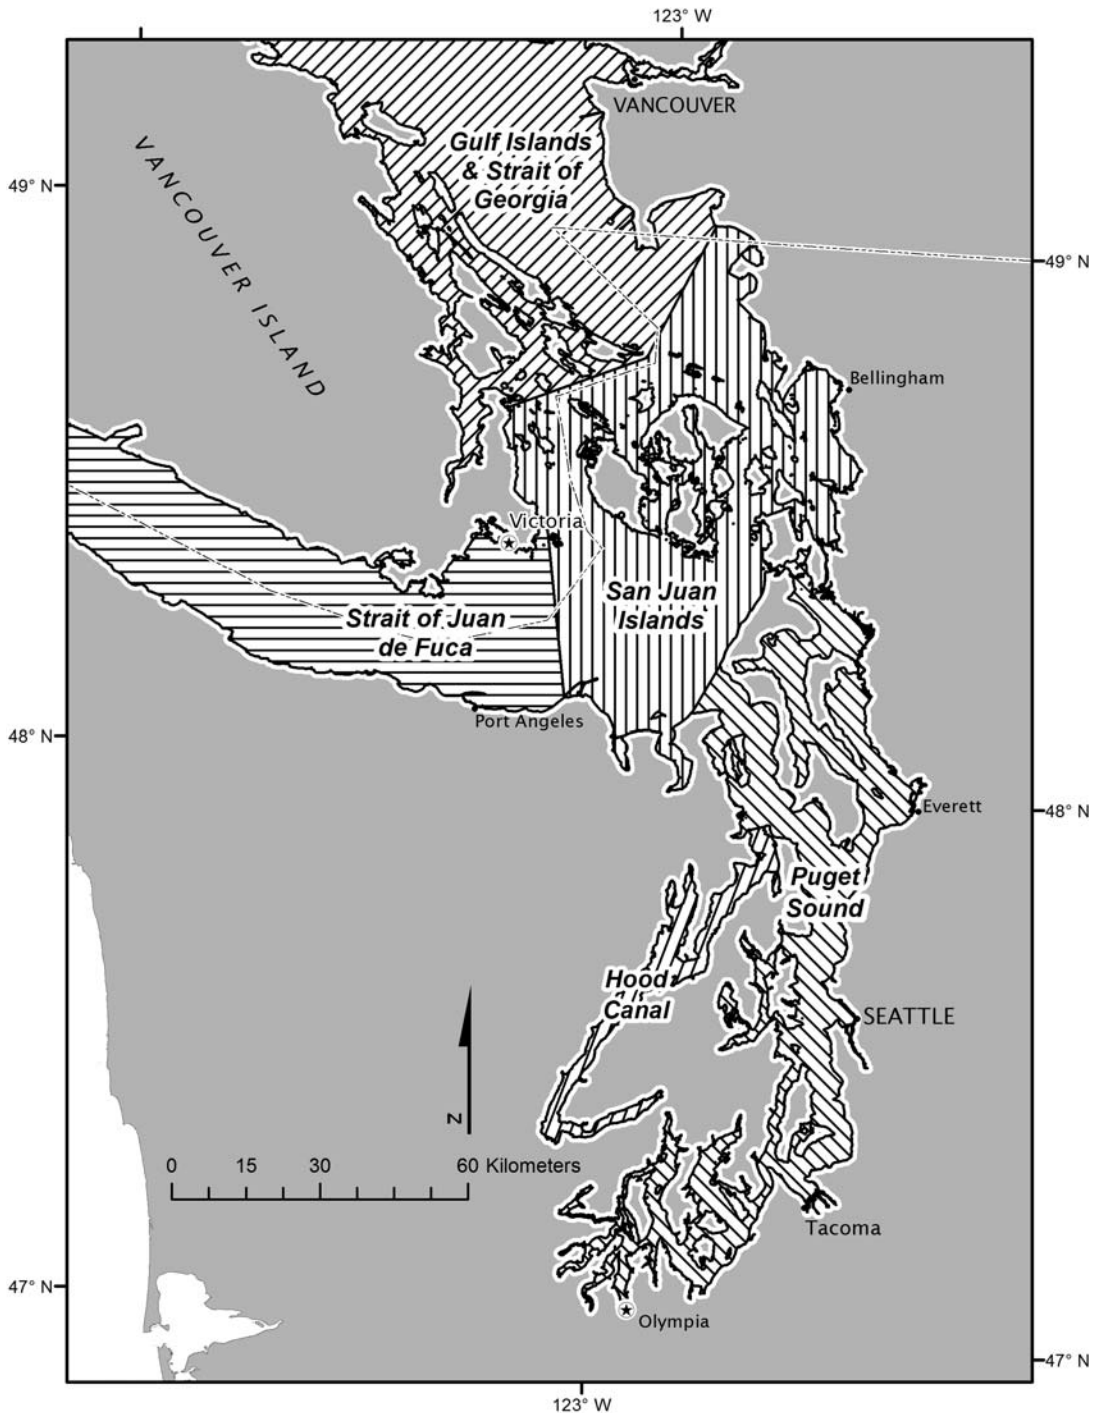 123° W
VANCOUVER
Gulf Islands
& Strait of
Georgia
VANCOUVER ISLAND
49° N
49° N
Bellingham
Victoria
San Juan
Islands
Strait of Juan
de Fuca
Port Angeles
48° N
48° N
Everett
Puget
Sound
Hood
Canal
SEATTLE
N
0 15 30 60 Kilometers
Tacoma
47° N
Olympia
47° N
123° W